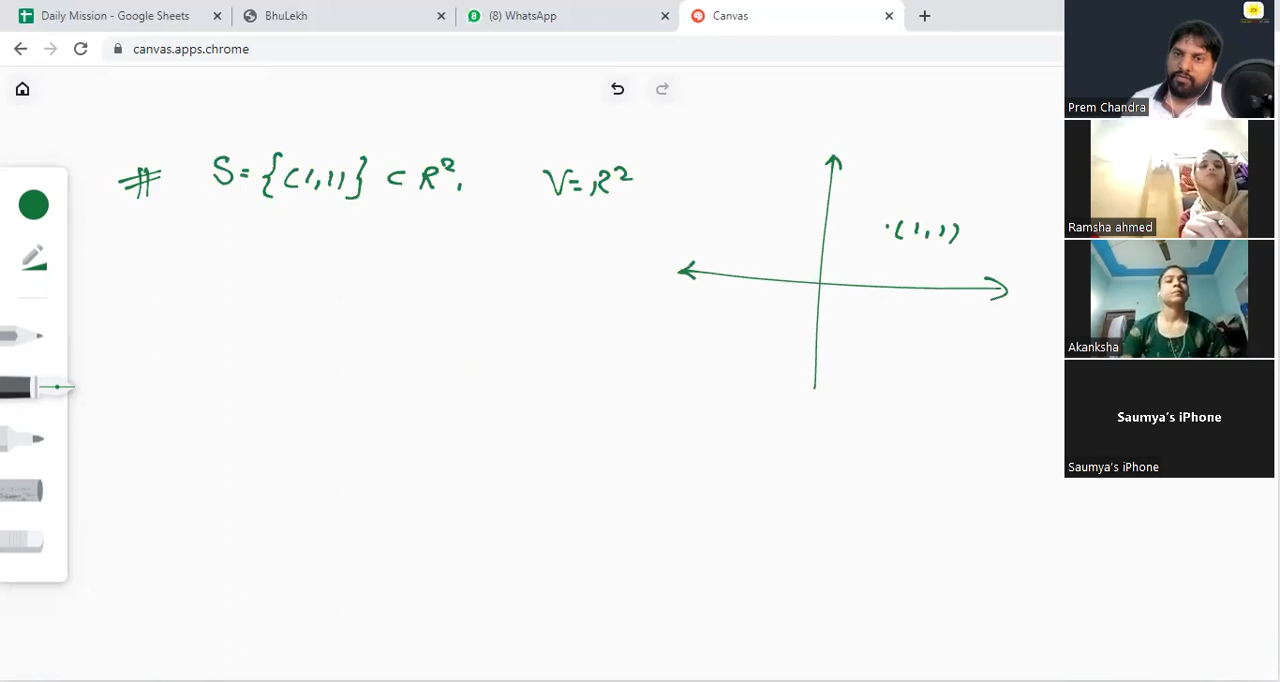 Daily Mission - Google Sheets
BhuLekh
(8) WhatsApp
Canvas
canvas.apps.chrome
# S={(1,1)} ⊂ R², V=R²
(1,1)
Prem Chandra
Ramsha ahmed
Akanksha
Saumya's iPhone
Saumya's iPhone